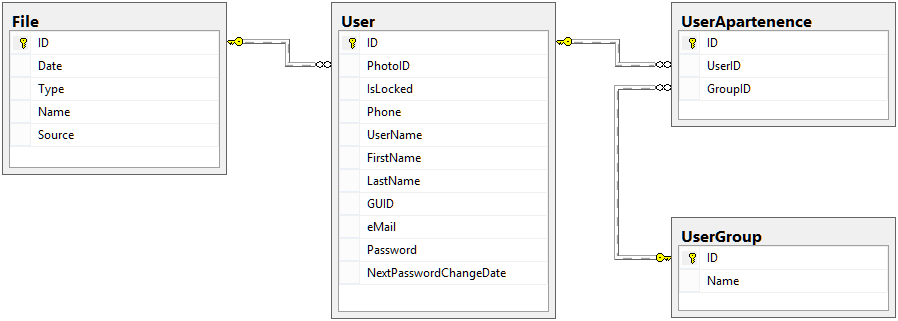 File
ID
Date
Type
Name
Source
User
ID
PhotoID
IsLocked
Phone
UserName
FirstName
LastName
GUID
eMail
Password
NextPasswordChangeDate
UserApartenence
ID
UserID
GroupID
UserGroup
ID
Name